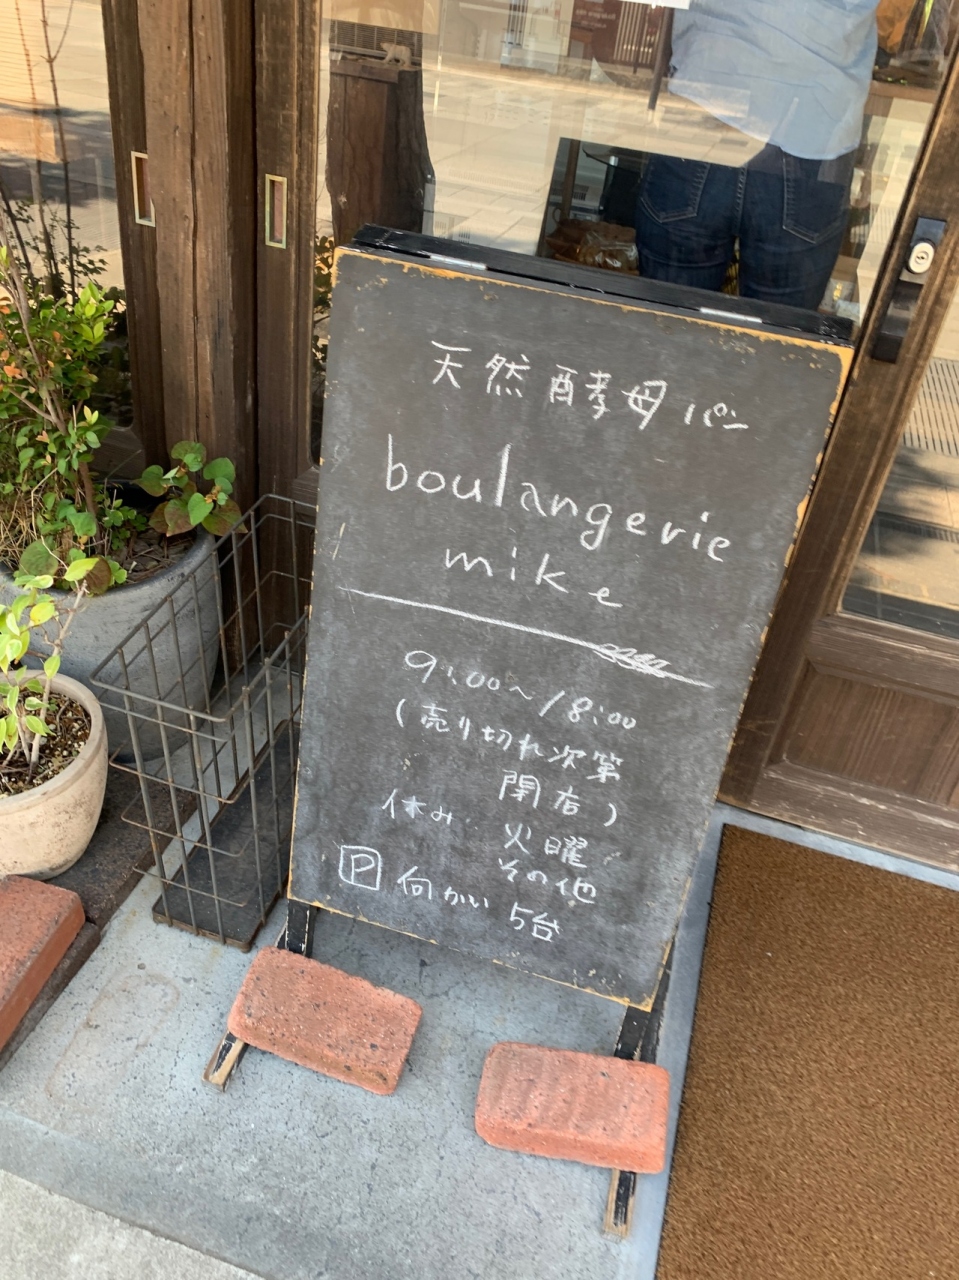 天然酵母パン
boulangerie
mike
9:00〜18:00
(売り切れ次第
閉店)
休み 火曜
その他
P 向かい 5台